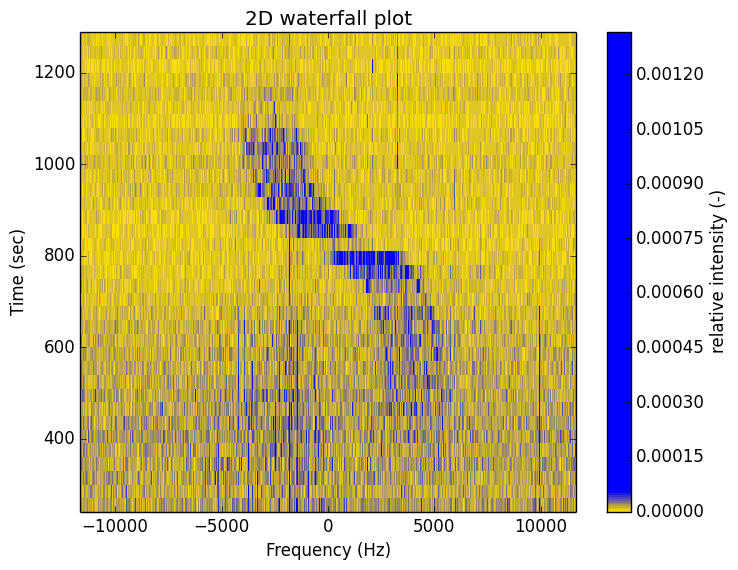 2D waterfall plot
1200
1000
800
600
400
Time (sec)
−10000 −5000 0 5000 10000
Frequency (Hz)
0.00120
0.00105
0.00090
0.00075
0.00060
0.00045
0.00030
0.00015
0.00000
relative intensity (-)